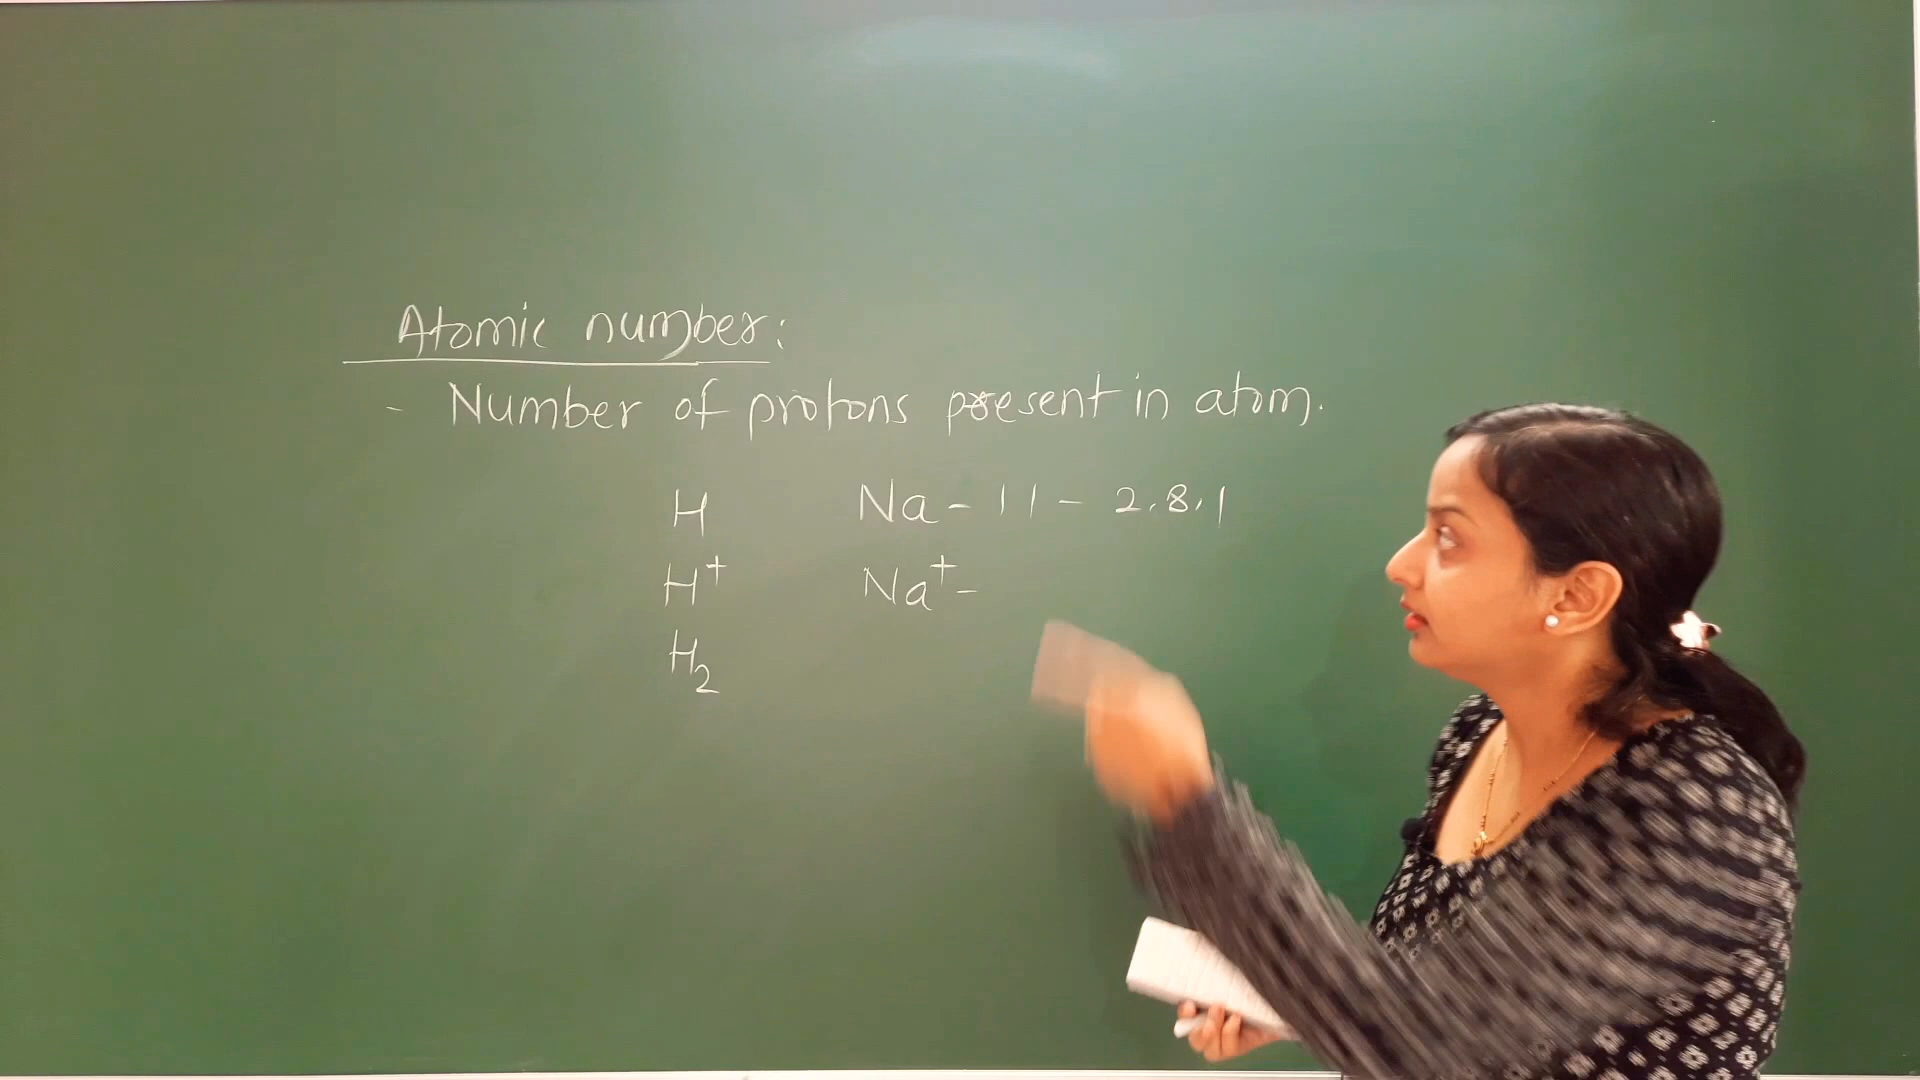 Atomic number:
- Number of protons present in atom.
H Na - 11 - 2,8,1
H⁺ Na⁺ -
H₂